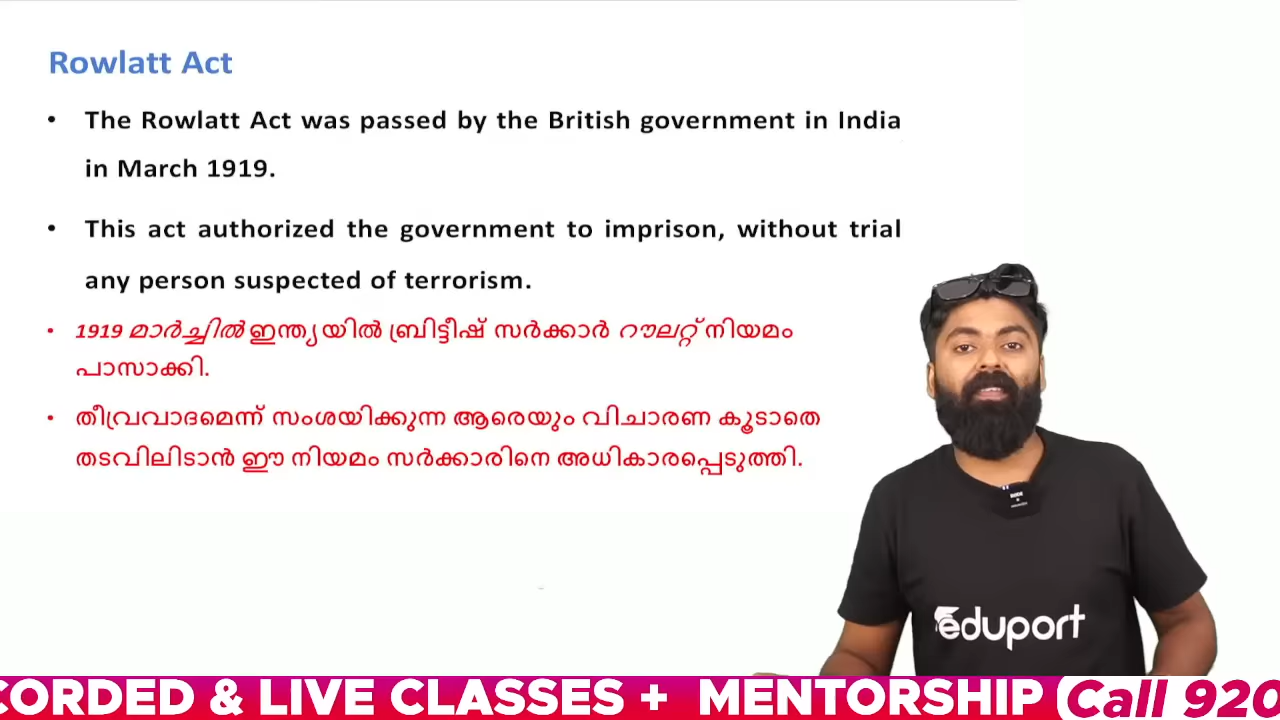 Rowlatt Act
• The Rowlatt Act was passed by the British government in India
in March 1919.
• This act authorized the government to imprison, without trial
any person suspected of terrorism.
• 1919 മാർച്ചിൽ ഇന്ത്യയിൽ ബ്രിട്ടീഷ് സർക്കാർ റൗലറ്റ് നിയമം
പാസാക്കി.
• തീവ്രവാദമെന്ന് സംശയിക്കുന്ന ആരെയും വിചാരണ കൂടാതെ
തടവിലിടാൻ ഈ നിയമം സർക്കാരിനെ അധികാരപ്പെടുത്തി.
eduport
CORDED & LIVE CLASSES + MENTORSHIP (Call 920